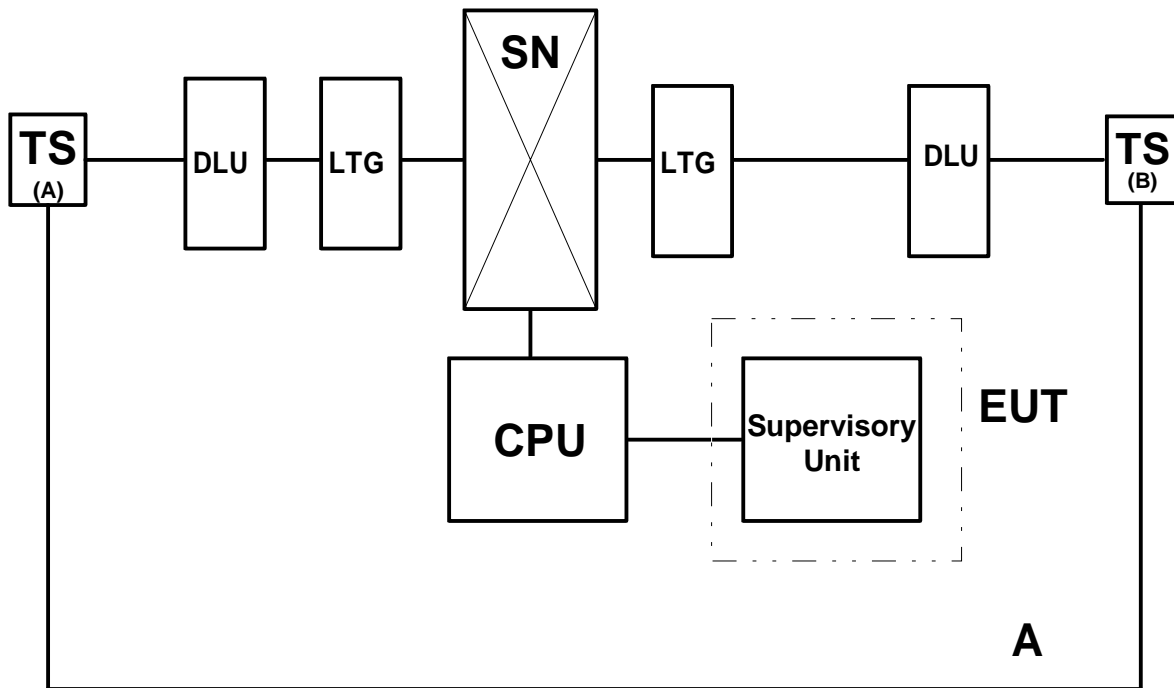 SN
TS
(A)
DLU
LTG
LTG
DLU
TS
(B)
CPU
Supervisory
Unit
EUT
A